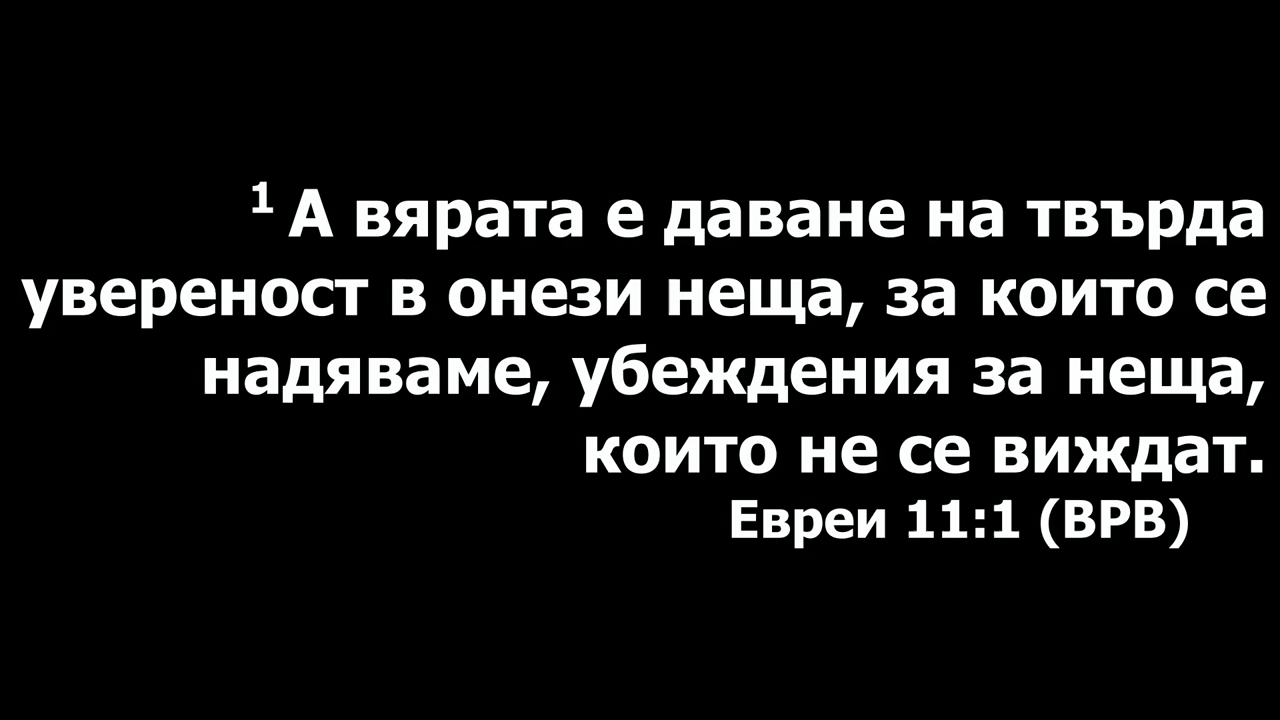 ¹ А вярата е даване на твърда
увереност в онези неща, за които се
надяваме, убеждения за неща,
които не се виждат.
Евреи 11:1 (ВРВ)